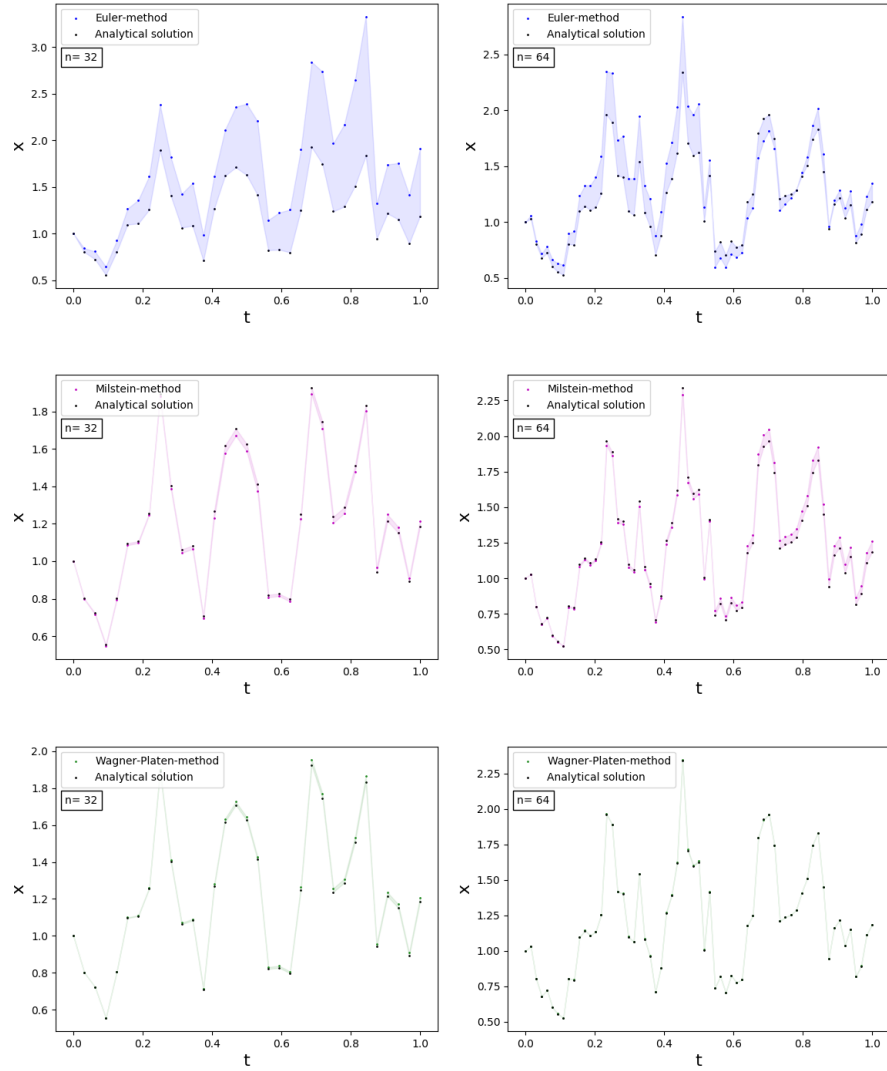 Euler-method
Analytical solution
n= 32
3.0
2.5
2.0
1.5
1.0
0.5
x
0.0 0.2 0.4 0.6 0.8 1.0
t
Euler-method
Analytical solution
n= 64
2.5
2.0
1.5
1.0
0.5
x
0.0 0.2 0.4 0.6 0.8 1.0
t
Milstein-method
Analytical solution
n= 32
1.8
1.6
1.4
1.2
1.0
0.8
0.6
x
0.0 0.2 0.4 0.6 0.8 1.0
t
Milstein-method
Analytical solution
n= 64
2.25
2.00
1.75
1.50
1.25
1.00
0.75
0.50
x
0.0 0.2 0.4 0.6 0.8 1.0
t
Wagner-Platen-method
Analytical solution
n= 32
2.0
1.8
1.6
1.4
1.2
1.0
0.8
0.6
x
0.0 0.2 0.4 0.6 0.8 1.0
t
Wagner-Platen-method
Analytical solution
n= 64
2.25
2.00
1.75
1.50
1.25
1.00
0.75
0.50
x
0.0 0.2 0.4 0.6 0.8 1.0
t